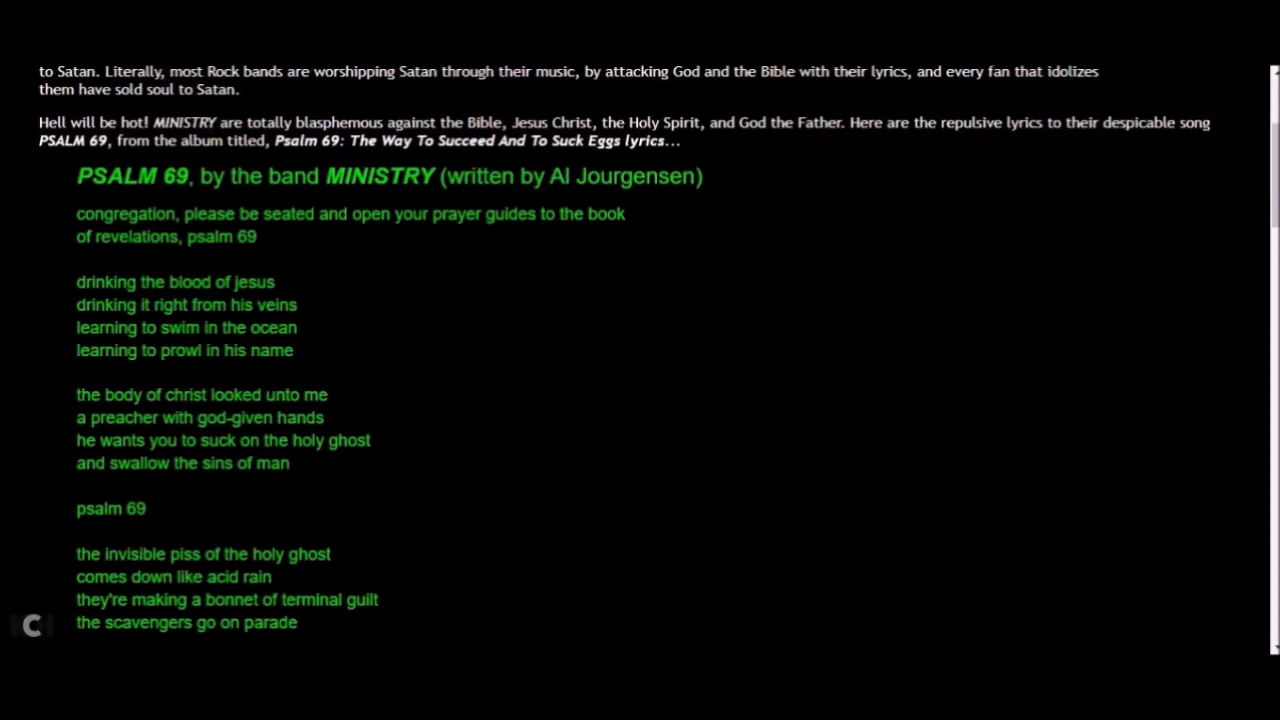 to Satan. Literally, most Rock bands are worshipping Satan through their music, by attacking God and the Bible with their lyrics, and every fan that idolizes
them have sold soul to Satan.
Hell will be hot! MINISTRY are totally blasphemous against the Bible, Jesus Christ, the Holy Spirit, and God the Father. Here are the repulsive lyrics to their despicable song
PSALM 69, from the album titled, Psalm 69: The Way To Succeed And To Suck Eggs lyrics...
PSALM 69, by the band MINISTRY (written by Al Jourgensen)
congregation, please be seated and open your prayer guides to the book
of revelations, psalm 69
drinking the blood of jesus
drinking it right from his veins
learning to swim in the ocean
learning to prowl in his name
the body of christ looked unto me
a preacher with god-given hands
he wants you to suck on the holy ghost
and swallow the sins of man
psalm 69
the invisible piss of the holy ghost
comes down like acid rain
they're making a bonnet of terminal guilt
the scavengers go on parade
C